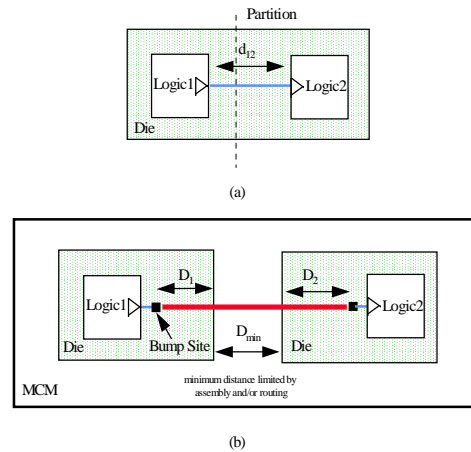 Partition
d12
Logic1
Logic2
Die
(a)
D1
D2
Logic1
Logic2
Dmin
Die
Bump Site
Die
minimum distance limited by
assembly and/or routing
MCM
(b)